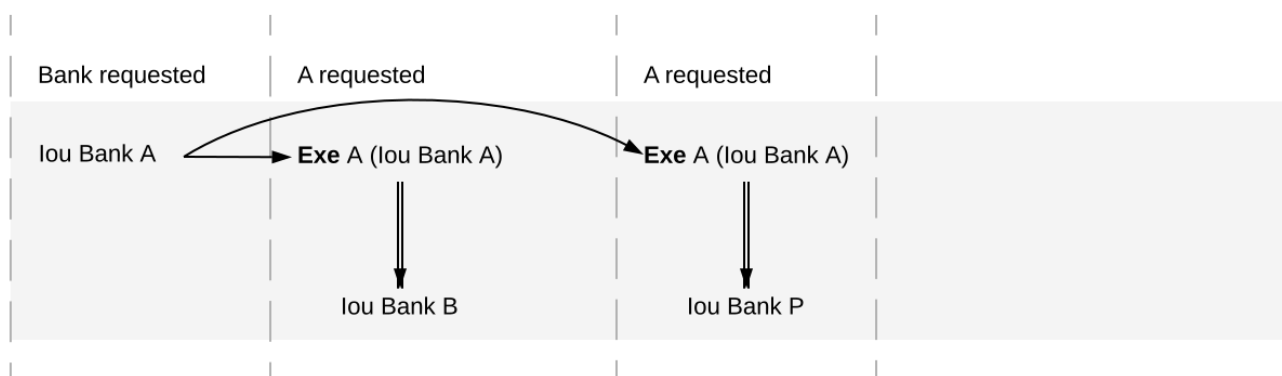 Bank requested
A requested
A requested
Iou Bank A
Exe A (Iou Bank A)
Exe A (Iou Bank A)
Iou Bank B
Iou Bank P